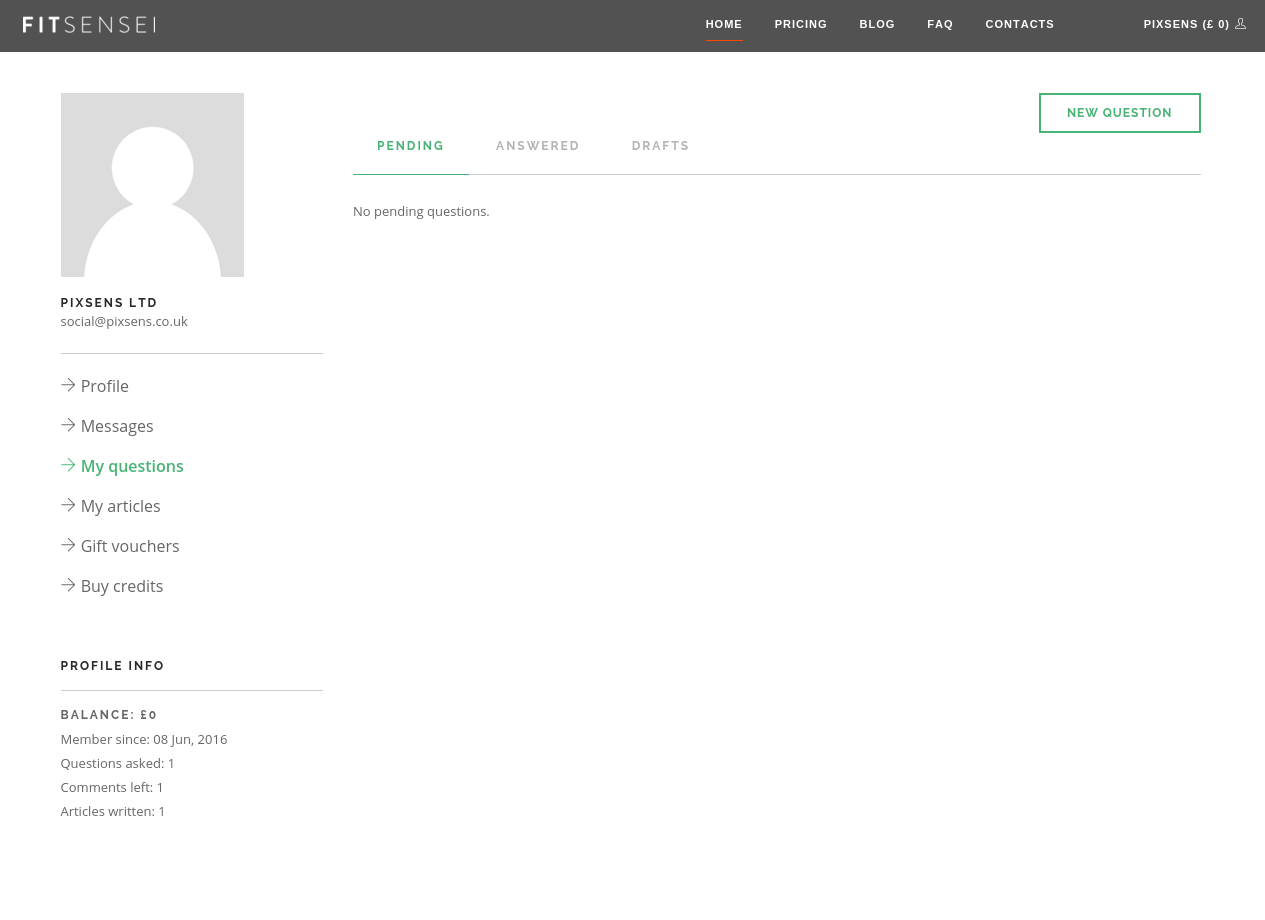 FITSENSEI
HOME PRICING BLOG FAQ CONTACTS PIXSENS (£ 0)
NEW QUESTION
PENDING ANSWERED DRAFTS
No pending questions.
PIXSENS LTD
social@pixsens.co.uk
Profile
Messages
My questions
My articles
Gift vouchers
Buy credits
PROFILE INFO
BALANCE: £0
Member since: 08 Jun, 2016
Questions asked: 1
Comments left: 1
Articles written: 1